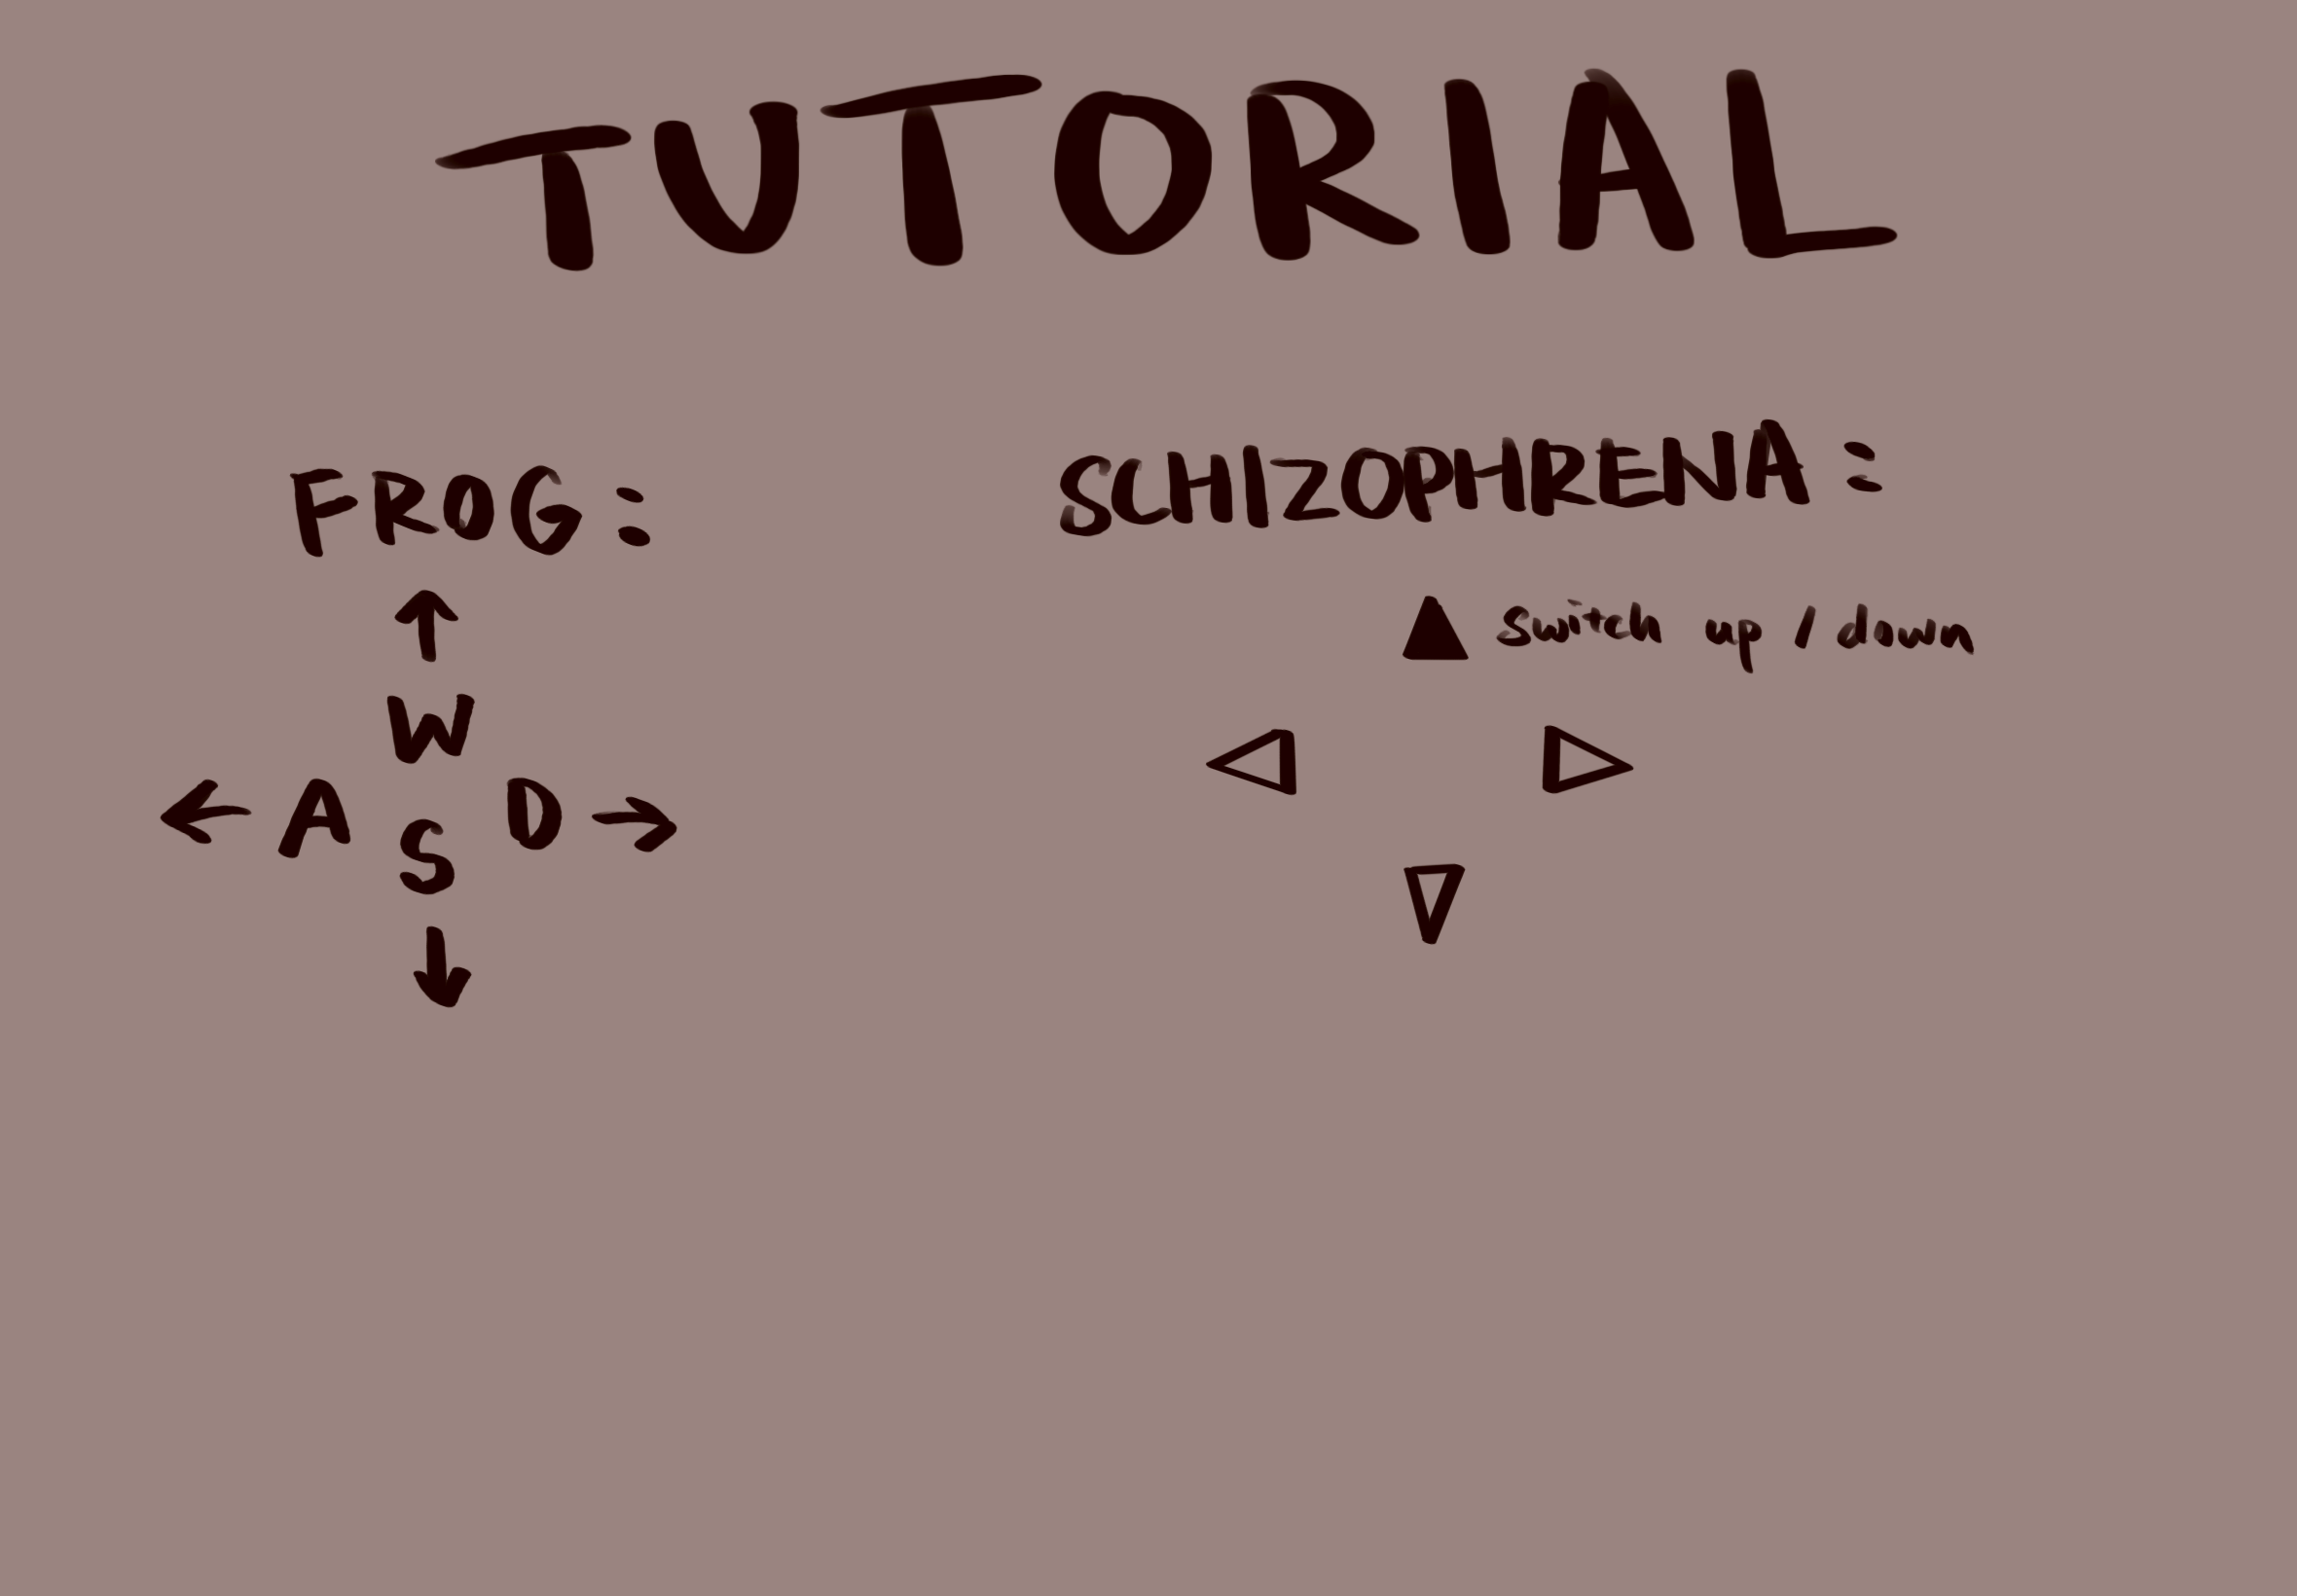 TUTORIAL
FROG:
W
A S D
SCHIZOPHRENA:
switch up / down